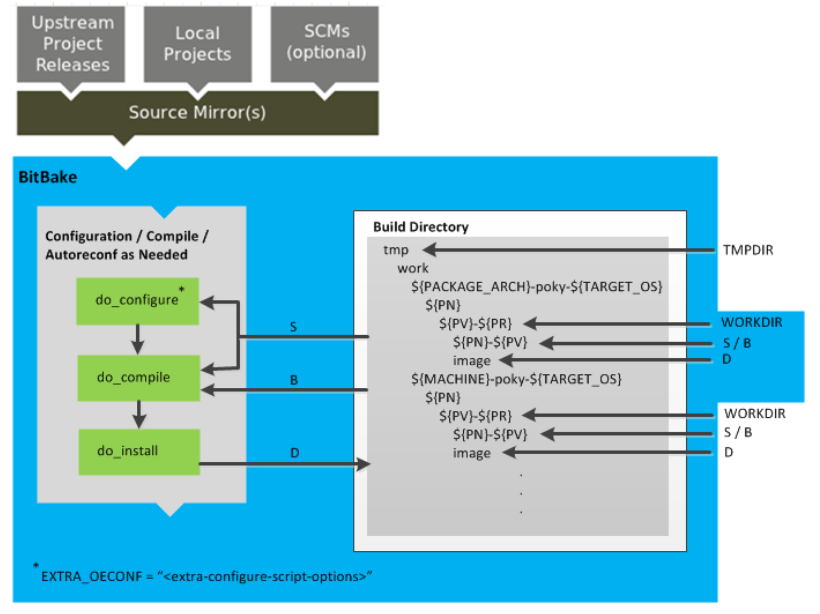 Upstream
Project
Releases
Local
Projects
SCMs
(optional)
Source Mirror(s)
BitBake
Configuration / Compile /
Autoreconf as Needed
do_configure*
do_compile
do_install
S
B
D
Build Directory
tmp
work
${PACKAGE_ARCH}-poky-${TARGET_OS}
${PN}
${PV}-${PR}
${PN}-${PV}
image
${MACHINE}-poky-${TARGET_OS}
${PN}
${PV}-${PR}
${PN}-${PV}
image
.
.
.
TMPDIR
WORKDIR
S / B
D
WORKDIR
S / B
D
* EXTRA_OECONF = “<extra-configure-script-options>”